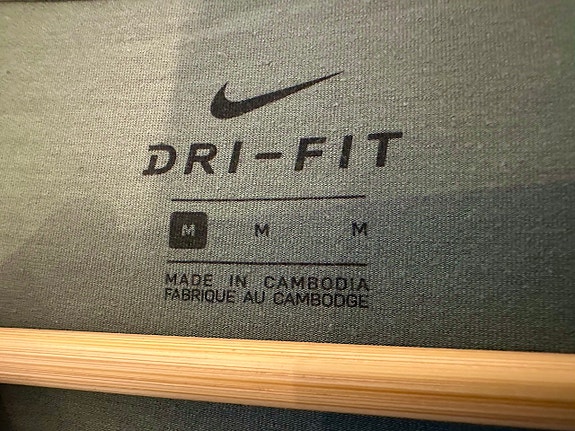 DRI-FIT
M M M
MADE IN CAMBODIA
FABRIQUE AU CAMBODGE